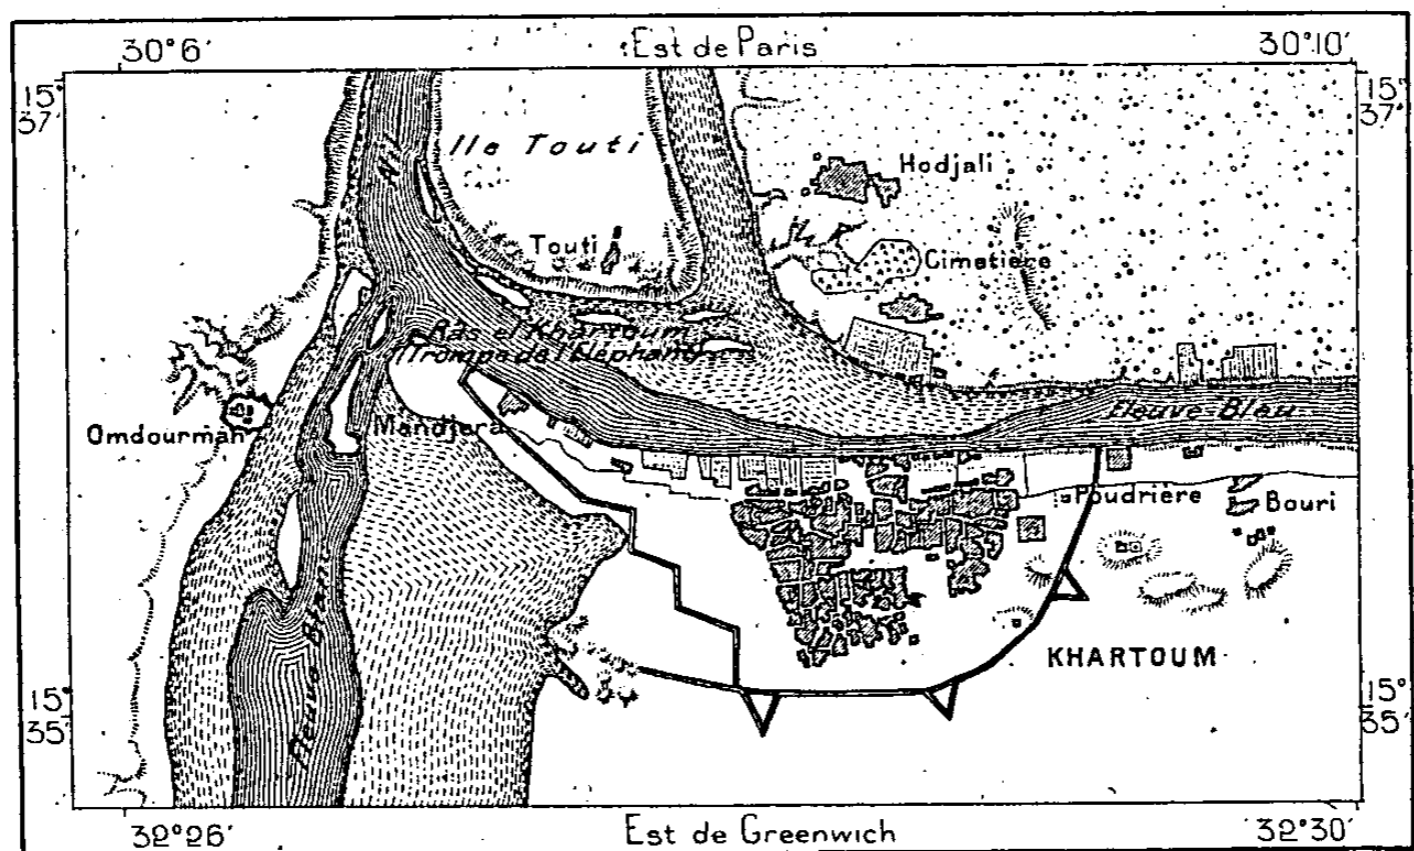 30°6′ Est de Paris 30°10′
15°
37′
15°
37′
Nil
Ile Touti
Hodjali
Touti
Cimetière
Ras el Khartoum
Trompe de l'Eléphant
Fleuve Bleu
Omdourman
Mandjera
Poudrière
Bouri
Fleuve Blanc
KHARTOUM
15°
35′
15°
35′
32°26′ Est de Greenwich 32°30′